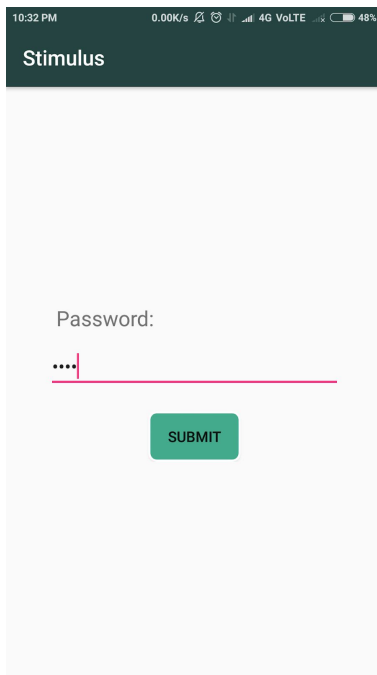 10:32 PM 0.00K/s 4G VoLTE 48%
Stimulus
Password:
••••
SUBMIT